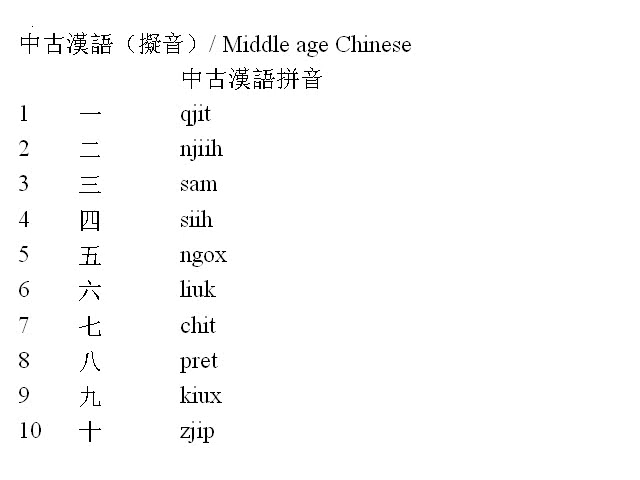 中古漢語（擬音）/ Middle age Chinese
中古漢語拼音
1 一 qjit
2 二 njiih
3 三 sam
4 四 siih
5 五 ngox
6 六 liuk
7 七 chit
8 八 pret
9 九 kiux
10 十 zjip